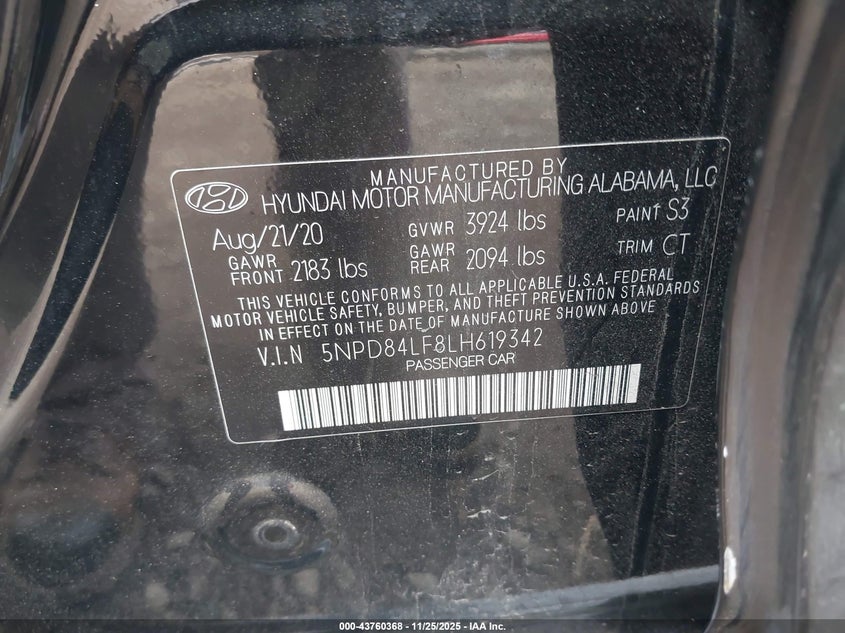 MANUFACTURED BY
HYUNDAI MOTOR MANUFACTURING ALABAMA, LLC
Aug/21/20 GVWR 3924 lbs PAINT S3
GAWR FRONT 2183 lbs GAWR REAR 2094 lbs TRIM CT
THIS VEHICLE CONFORMS TO ALL APPLICABLE U.S.A. FEDERAL
MOTOR VEHICLE SAFETY, BUMPER, AND THEFT PREVENTION STANDARDS
IN EFFECT ON THE DATE OF MANUFACTURE SHOWN ABOVE
V.I.N 5NPD84LF8LH619342
PASSENGER CAR
000-43760368 - 11/25/2025 - IAA Inc.